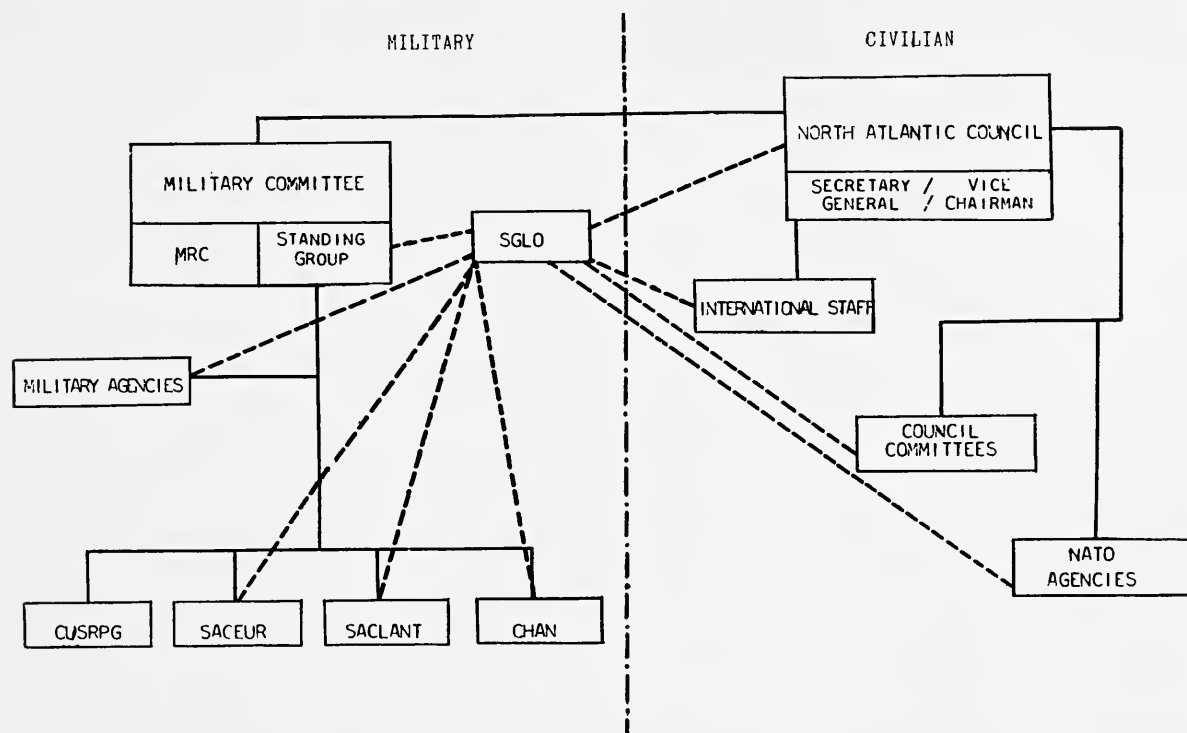 MILITARY
CIVILIAN
NORTH ATLANTIC COUNCIL
SECRETARY / VICE
GENERAL / CHAIRMAN
MILITARY COMMITTEE
MRC
STANDING
GROUP
SGLO
INTERNATIONAL STAFF
MILITARY AGENCIES
COUNCIL
COMMITTEES
NATO
AGENCIES
CUSRPG
SACEUR
SACLANT
CHAN